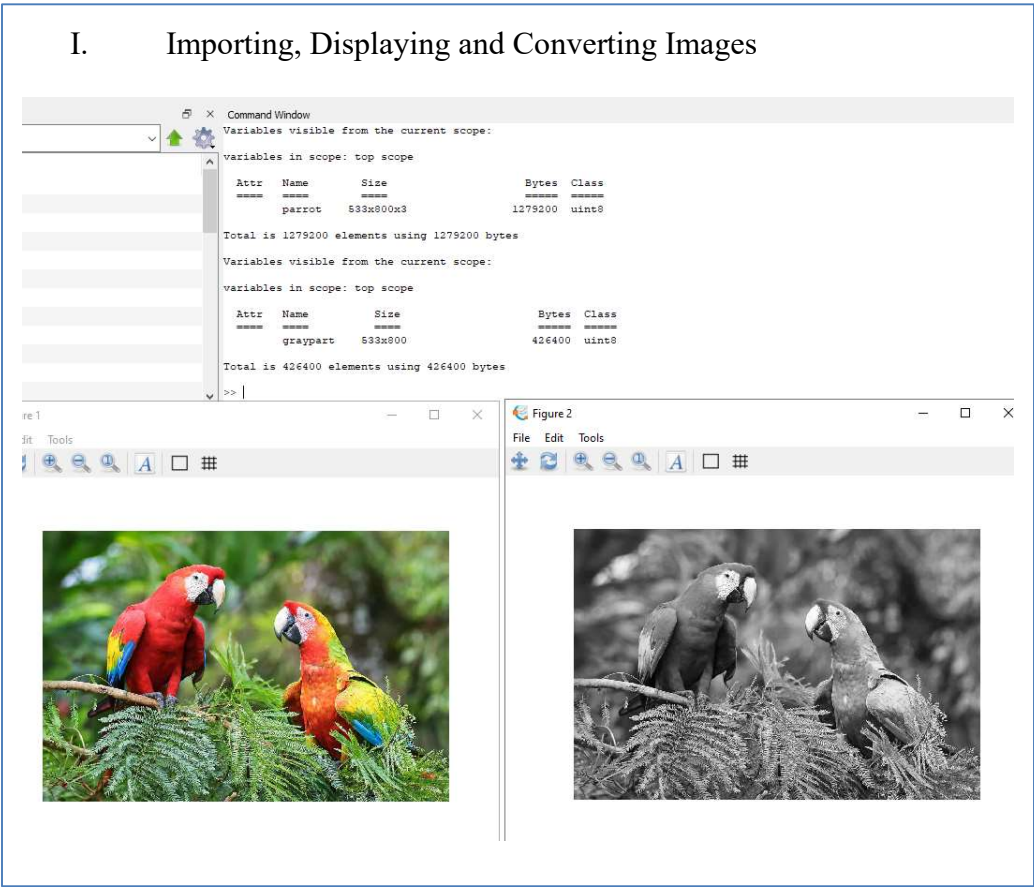 I. Importing, Displaying and Converting Images
Command Window
Variables visible from the current scope:
variables in scope: top scope
Attr Name Size Bytes Class
==== ==== ==== ===== =====
parrot 533x800x3 1279200 uint8
Total is 1279200 elements using 1279200 bytes
Variables visible from the current scope:
variables in scope: top scope
Attr Name Size Bytes Class
==== ==== ==== ===== =====
graypart 533x800 426400 uint8
Total is 426400 elements using 426400 bytes
>>
re 1
dit Tools
A
Figure 2
File Edit Tools
A